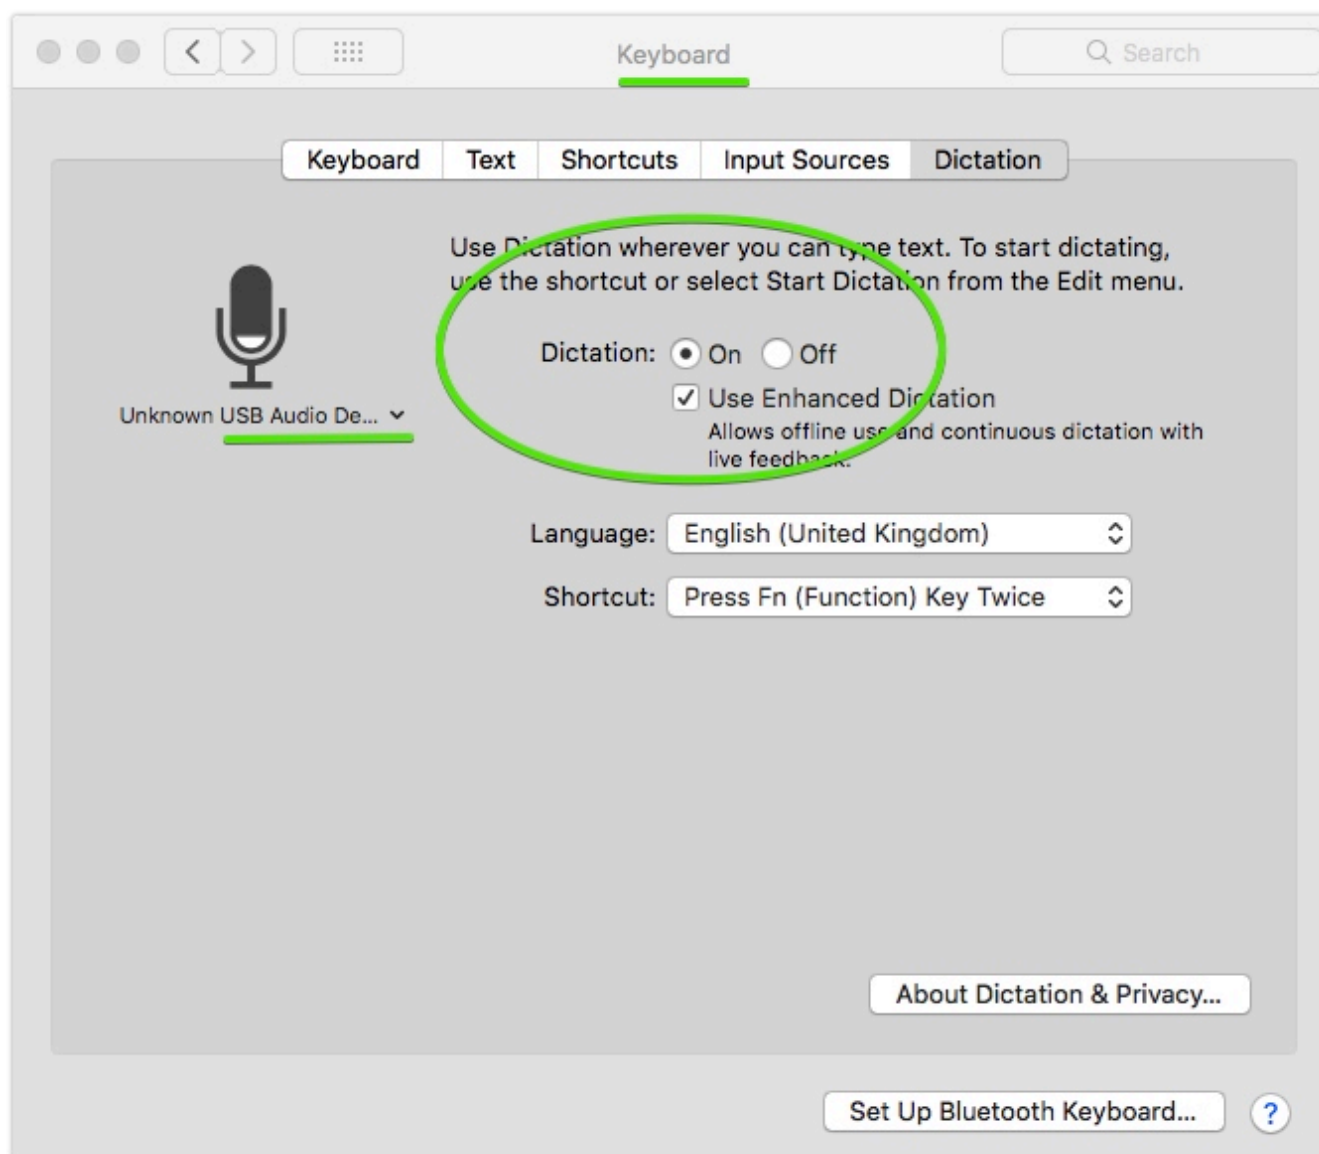 Keyboard
Search
Keyboard Text Shortcuts Input Sources Dictation
Use Dictation wherever you can type text. To start dictating,
use the shortcut or select Start Dictation from the Edit menu.
Dictation: On Off
Unknown USB Audio De...
Use Enhanced Dictation
Allows offline use and continuous dictation with
live feedback.
Language: English (United Kingdom)
Shortcut: Press Fn (Function) Key Twice
About Dictation & Privacy...
Set Up Bluetooth Keyboard...
?